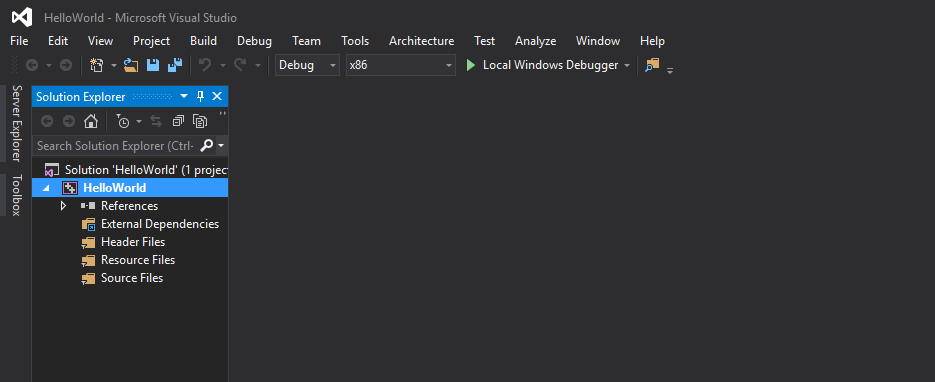 HelloWorld - Microsoft Visual Studio
File Edit View Project Build Debug Team Tools Architecture Test Analyze Window Help
Debug x86 Local Windows Debugger
Server Explorer
Toolbox
Solution Explorer
Search Solution Explorer (Ctrl-
Solution 'HelloWorld' (1 projec
HelloWorld
References
External Dependencies
Header Files
Resource Files
Source Files